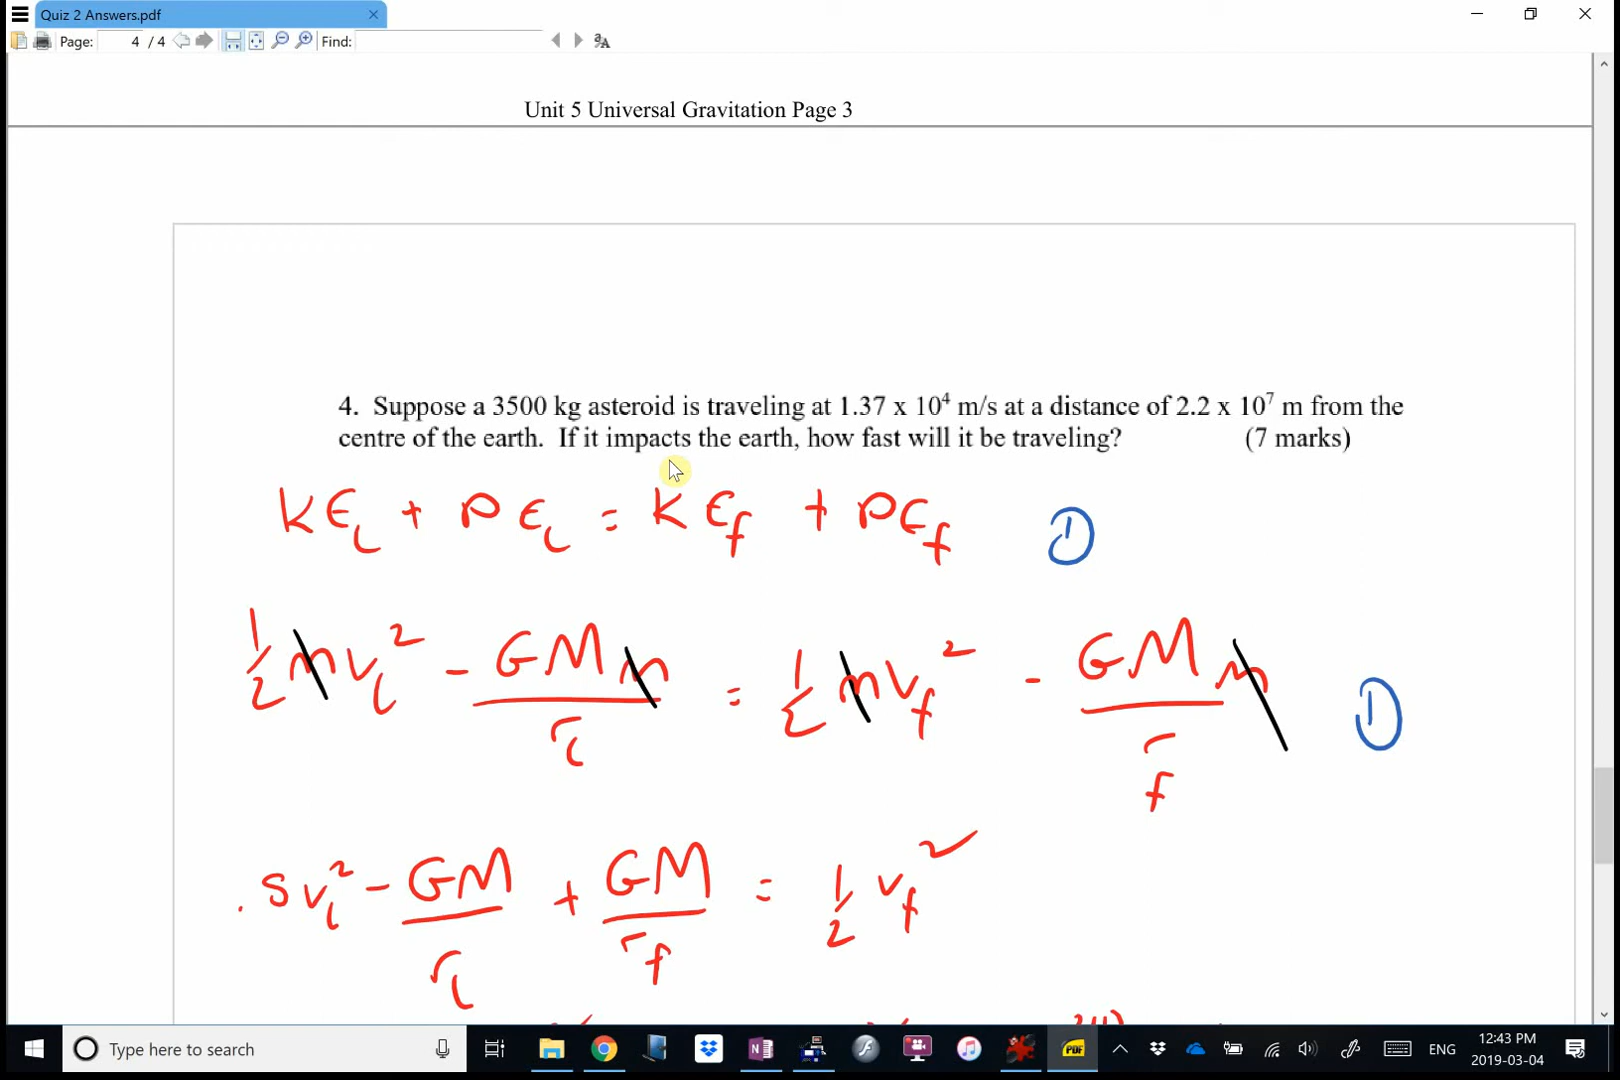 Quiz 2 Answers.pdf
Page: 4 / 4 Find:
Unit 5 Universal Gravitation Page 3
4. Suppose a 3500 kg asteroid is traveling at 1.37 x 10⁴ m/s at a distance of 2.2 x 10⁷ m from the
centre of the earth. If it impacts the earth, how fast will it be traveling? (7 marks)
KEᵢ + PEᵢ = KE_f + PE_f ①
½mvᵢ² - GMm/rᵢ = ½mv_f² - GMm/r_f ①
.5vᵢ² - GM/rᵢ + GM/r_f = ½v_f²
Type here to search
ENG
12:43 PM
2019-03-04